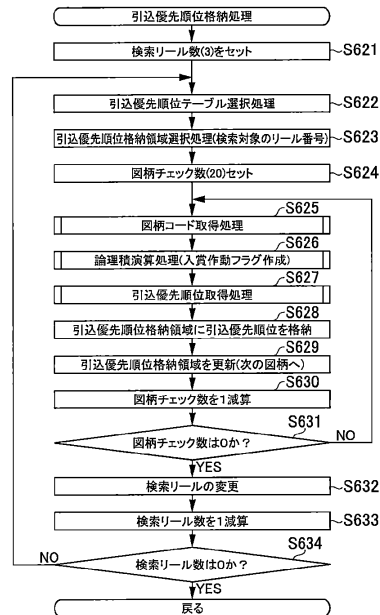 引込優先順位格納処理
検索リール数(3)をセット
S621
引込優先順位テーブル選択処理
S622
引込優先順位格納領域選択処理(検索対象のリール番号)
S623
図柄チェック数(20)セット
S624
S625
図柄コード取得処理
S626
論理積演算処理(入賞作動フラグ作成)
S627
引込優先順位取得処理
S628
引込優先順位格納領域に引込優先順位を格納
S629
引込優先順位格納領域を更新(次の図柄へ)
S630
図柄チェック数を1減算
S631
図柄チェック数は0か?
NO
YES
検索リールの変更
S632
検索リール数を1減算
S633
S634
NO
検索リール数は0か?
YES
戻る